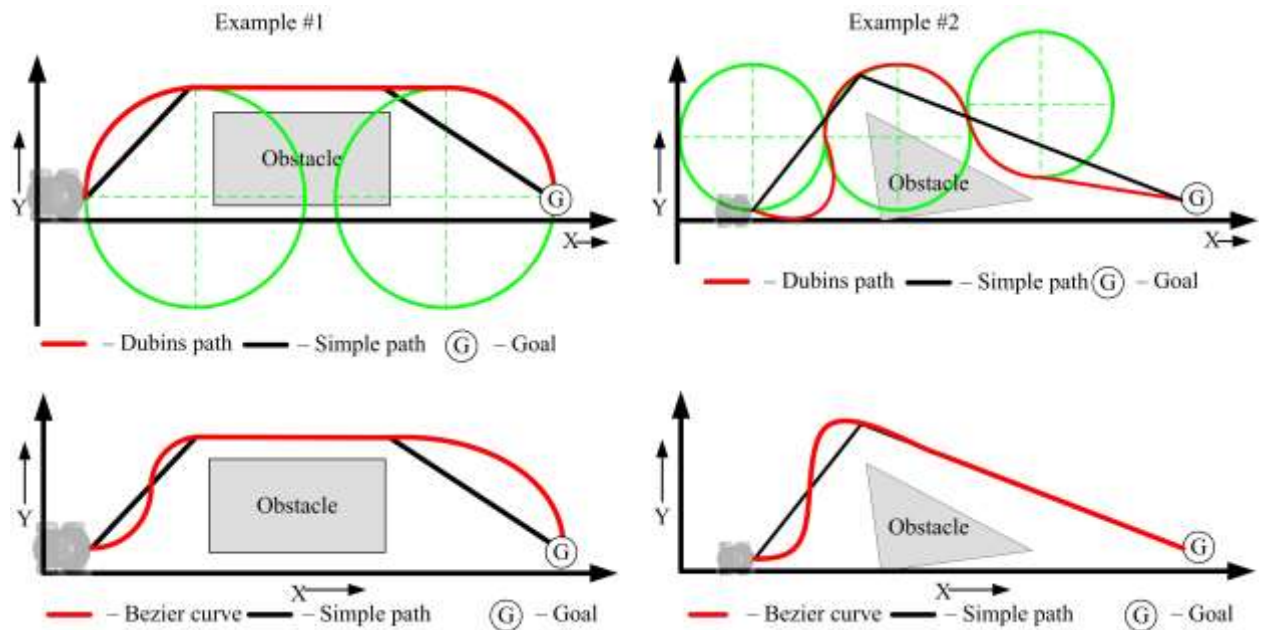 Example #1
Example #2
Obstacle
G
Y
X
– Dubins path – Simple path G – Goal
Obstacle
G
Y
X
– Dubins path – Simple path G – Goal
Obstacle
G
Y
X
– Bezier curve – Simple path G – Goal
Obstacle
G
Y
X
– Bezier curve – Simple path G – Goal